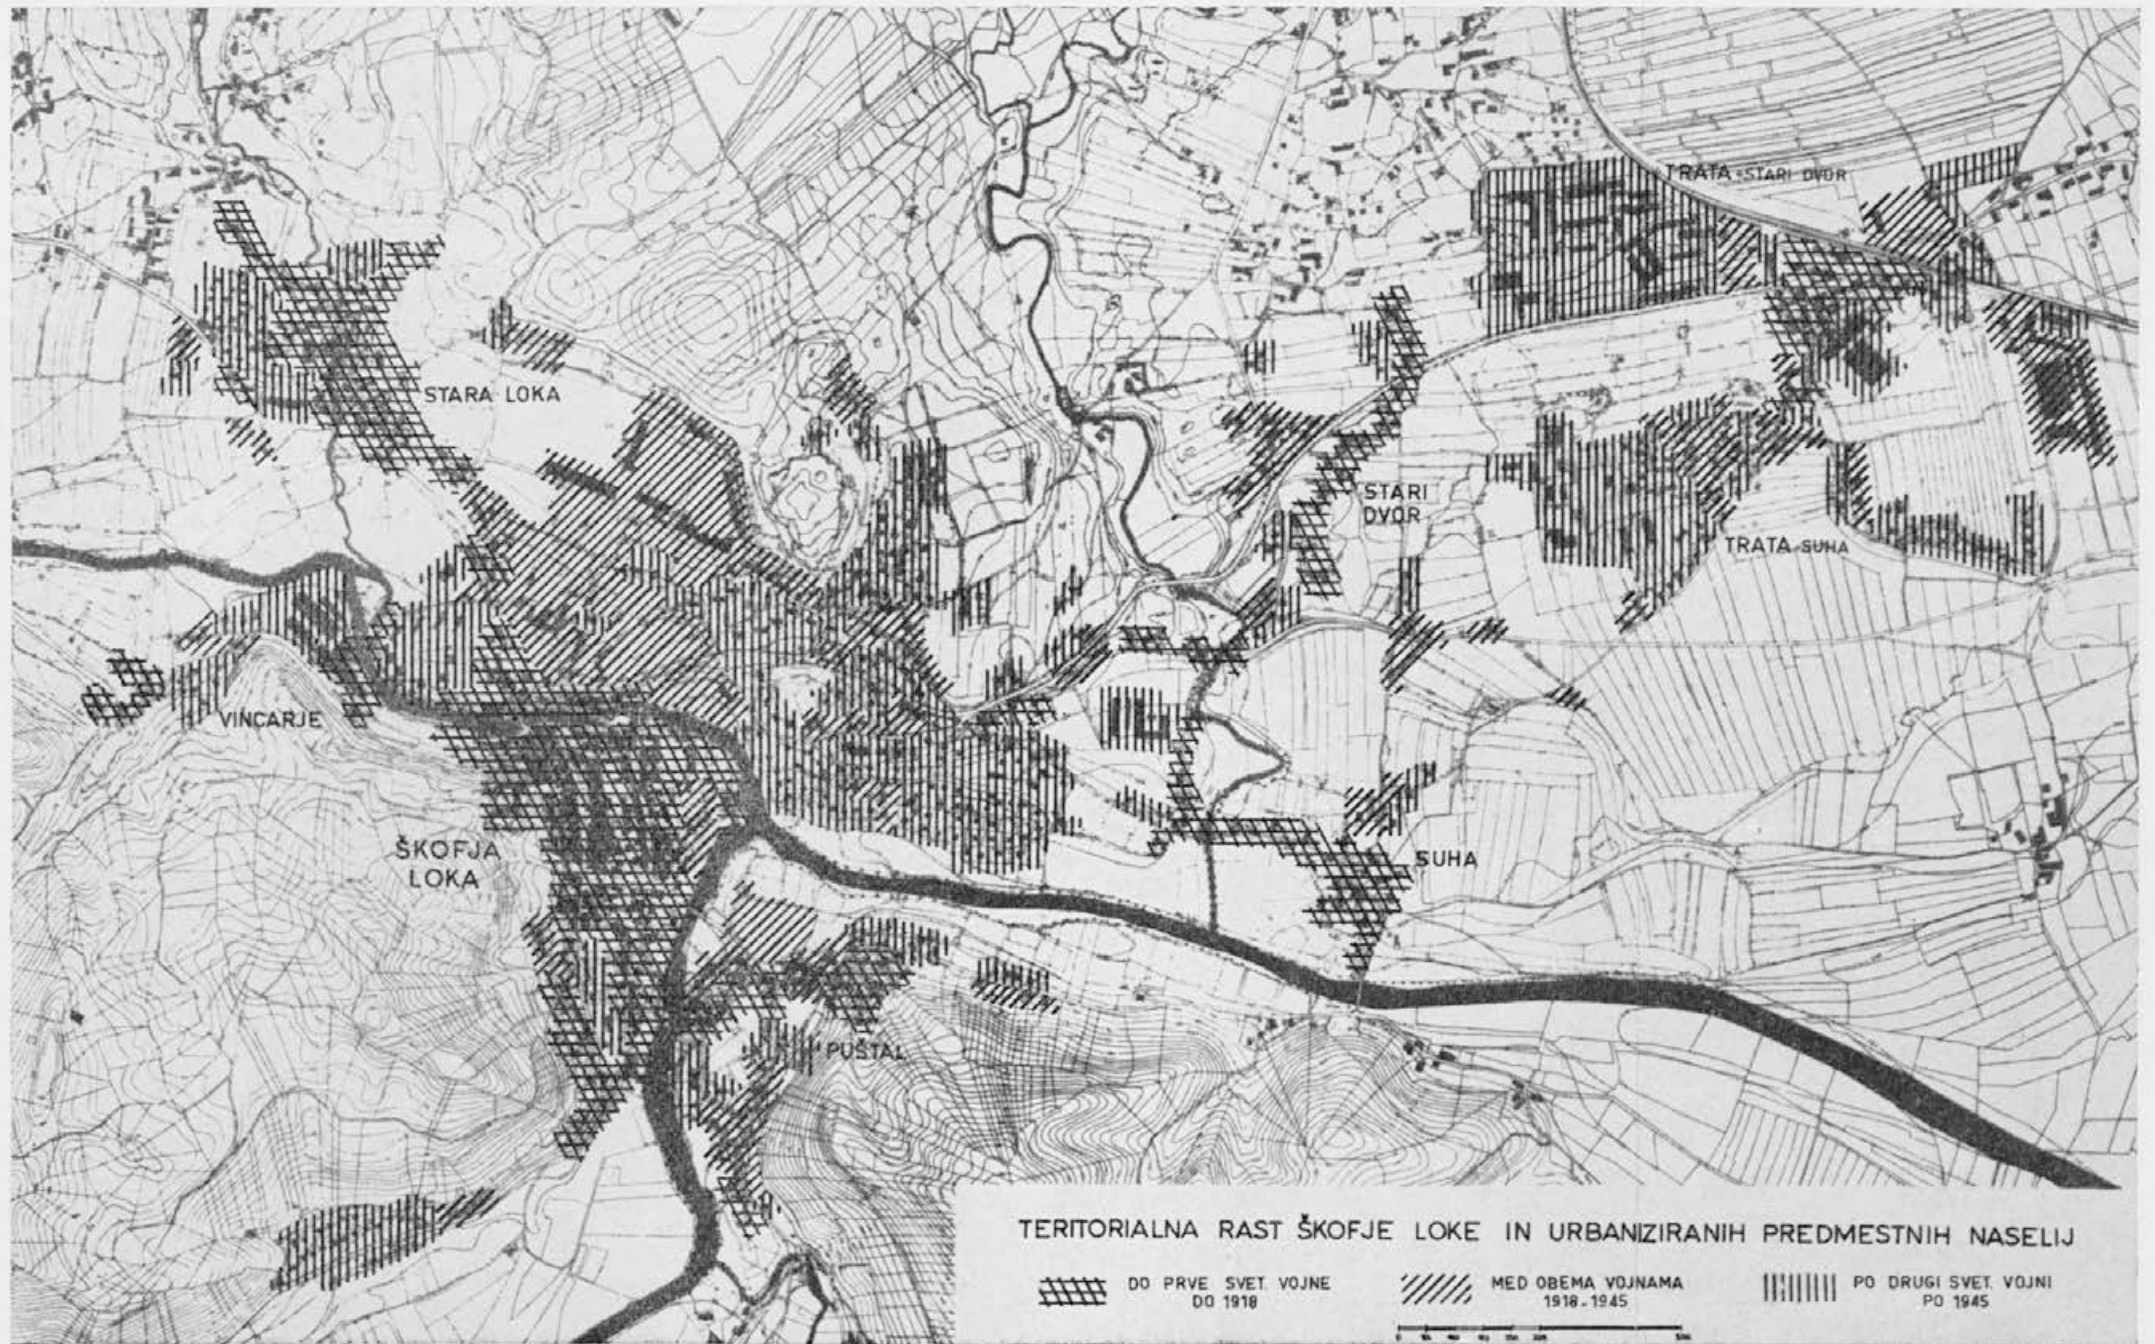 TRATA-STARI DVOR
STARA LOKA
STARI
DVOR
TRATA-SUHA
VINCARJE
ŠKOFJA
LOKA
SUHA
PUŠTAL
TERITORIALNA RAST ŠKOFJE LOKE IN URBANIZIRANIH PREDMESTNIH NASELIJ
DO PRVE SVET. VOJNE
DO 1918
MED OBEMA VOJNAMA
1918-1945
PO DRUGI SVET. VOJNI
PO 1945